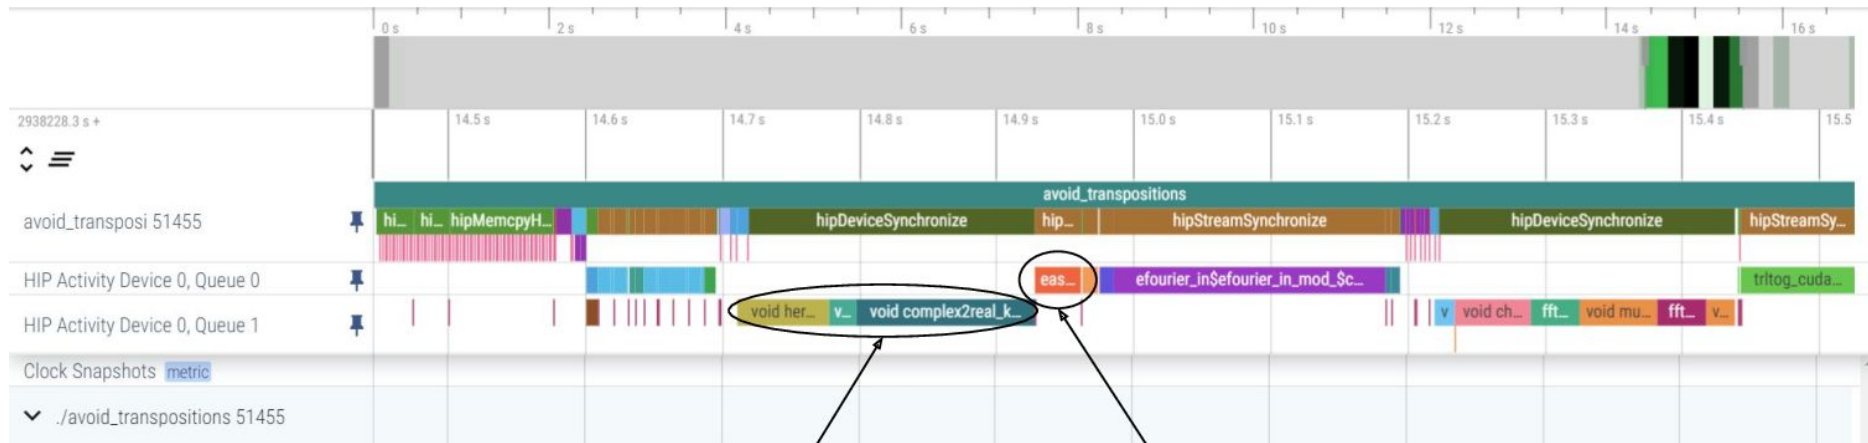 0 s 2 s 4 s 6 s 8 s 10 s 12 s 14 s 16 s
2938228.3 s + 14.5 s 14.6 s 14.7 s 14.8 s 14.9 s 15.0 s 15.1 s 15.2 s 15.3 s 15.4 s 15.5
avoid_transpositions
avoid_transposi 51455 hi... hi... hipMemcpyH... hipDeviceSynchronize hip... hipStreamSynchronize hipDeviceSynchronize hipStreamSy...
HIP Activity Device 0, Queue 0 eas... efourier_in$efourier_in_mod_$c... trltog_cuda...
HIP Activity Device 0, Queue 1 void her... v... void complex2real_k... v void ch... fft... void mu... fft... v...
Clock Snapshots metric
./avoid_transpositions 51455